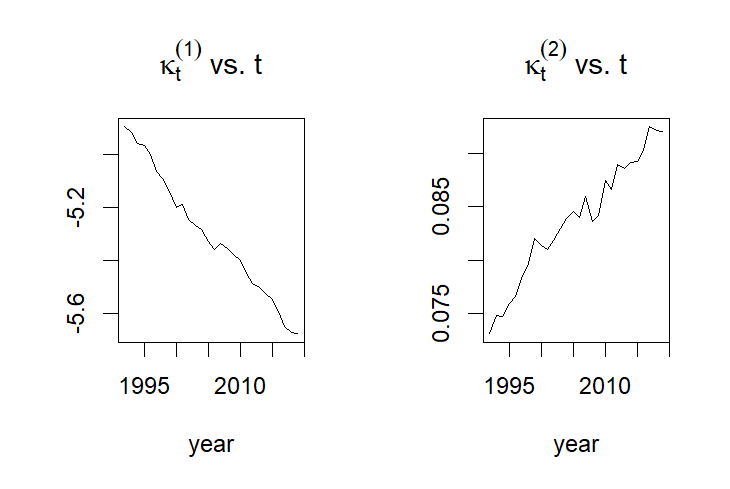 κt(1) vs. t
-5.2
-5.6
1995 2010
year
κt(2) vs. t
0.085
0.075
1995 2010
year